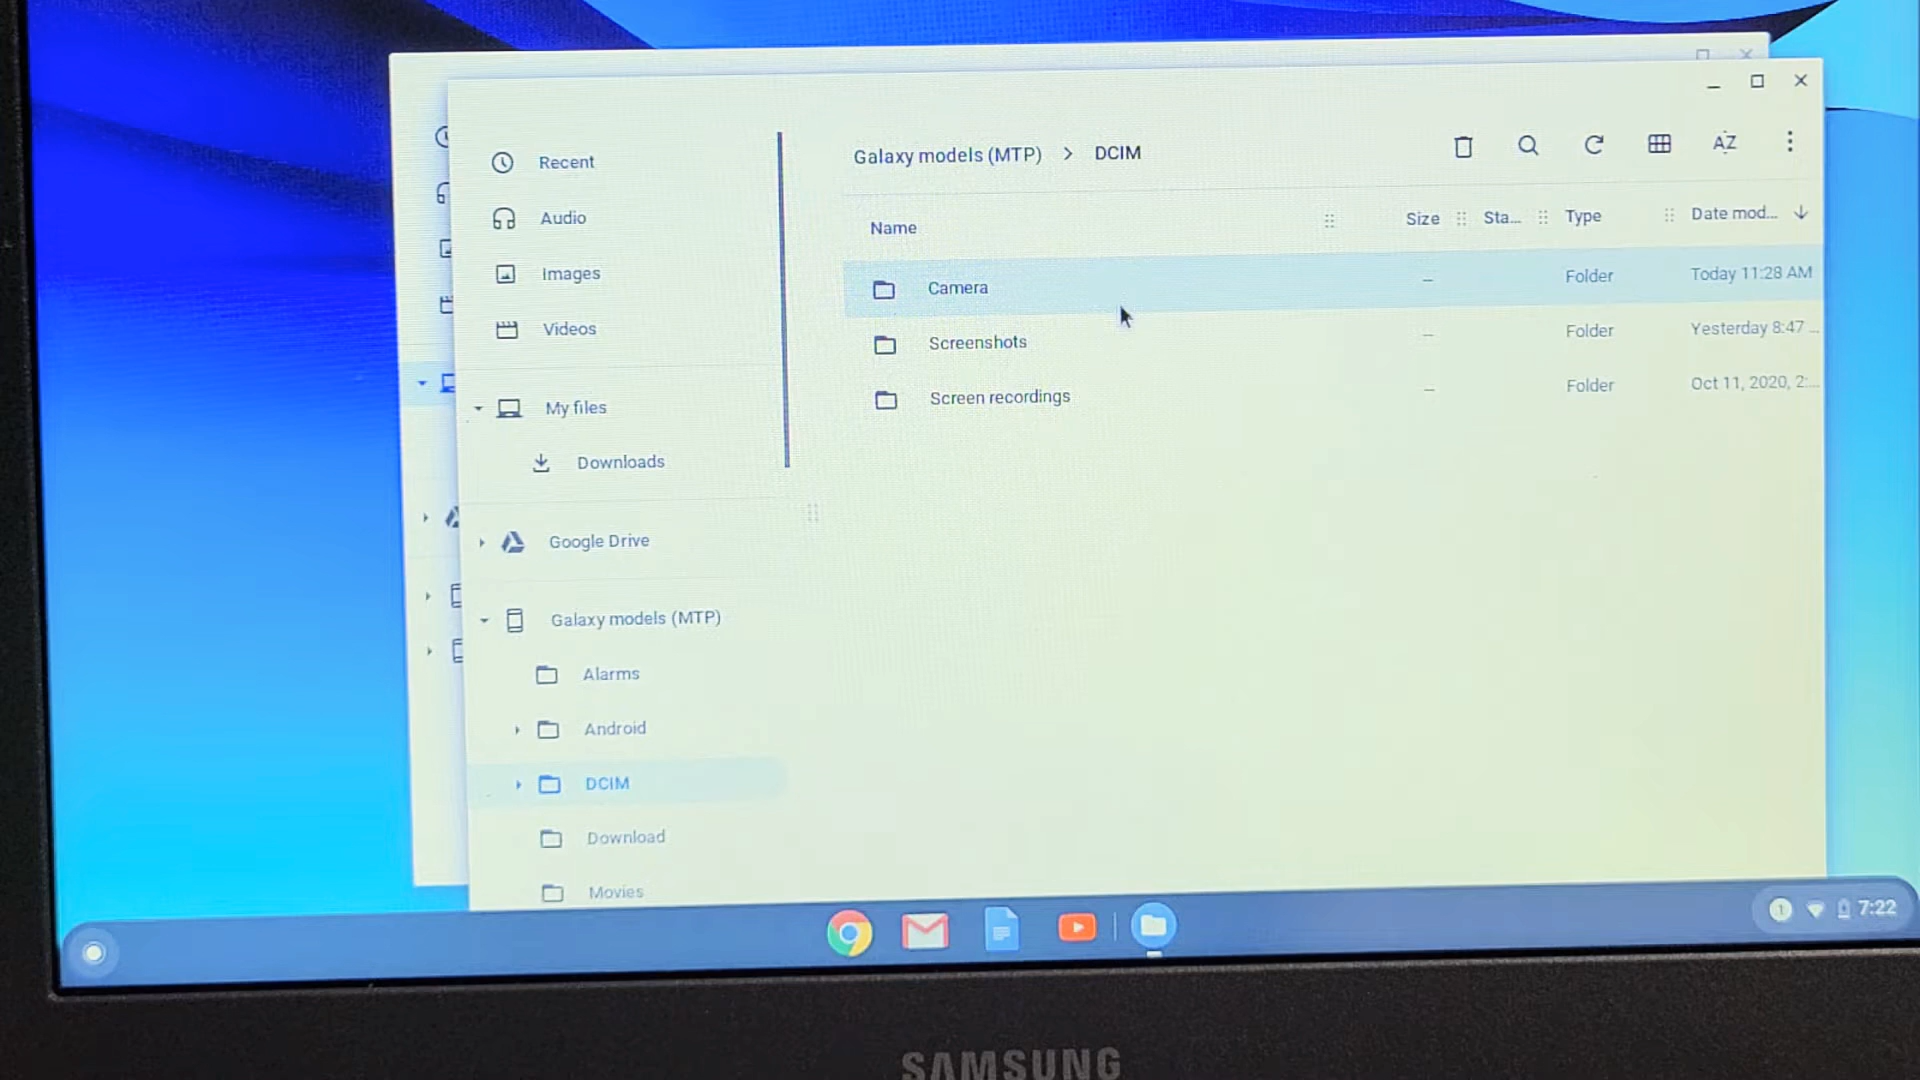 Recent
Audio
Images
Videos
My files
Downloads
Google Drive
Galaxy models (MTP)
Alarms
Android
DCIM
Download
Movies
Galaxy models (MTP) > DCIM
AZ
Name Size Sta... Type Date mod...
Camera — Folder Today 11:28 AM
Screenshots — Folder Yesterday 8:47 ...
Screen recordings — Folder Oct 11, 2020, 2:...
1 7:22
SAMSUNG